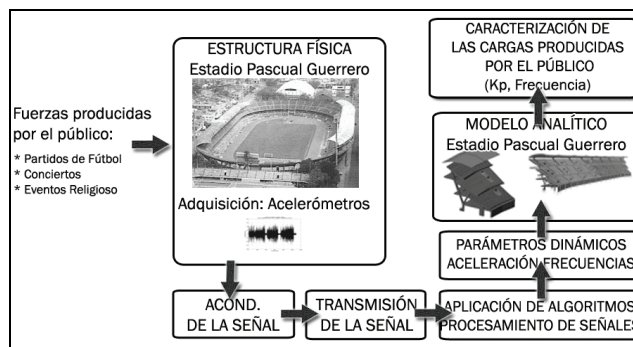 Fuerzas producidas
por el público:
* Partidos de Fútbol
* Conciertos
* Eventos Religioso
ESTRUCTURA FÍSICA
Estadio Pascual Guerrero
Adquisición: Acelerómetros
ACOND.
DE LA SEÑAL
TRANSMISIÓN
DE LA SEÑAL
APLICACIÓN DE ALGORITMOS
PROCESAMIENTO DE SEÑALES
PARÁMETROS DINÁMICOS
ACELERACIÓN FRECUENCIAS
MODELO ANALÍTICO
Estadio Pascual Guerrero
CARACTERIZACIÓN DE
LAS CARGAS PRODUCIDAS
POR EL PÚBLICO
(Kp, Frecuencia)